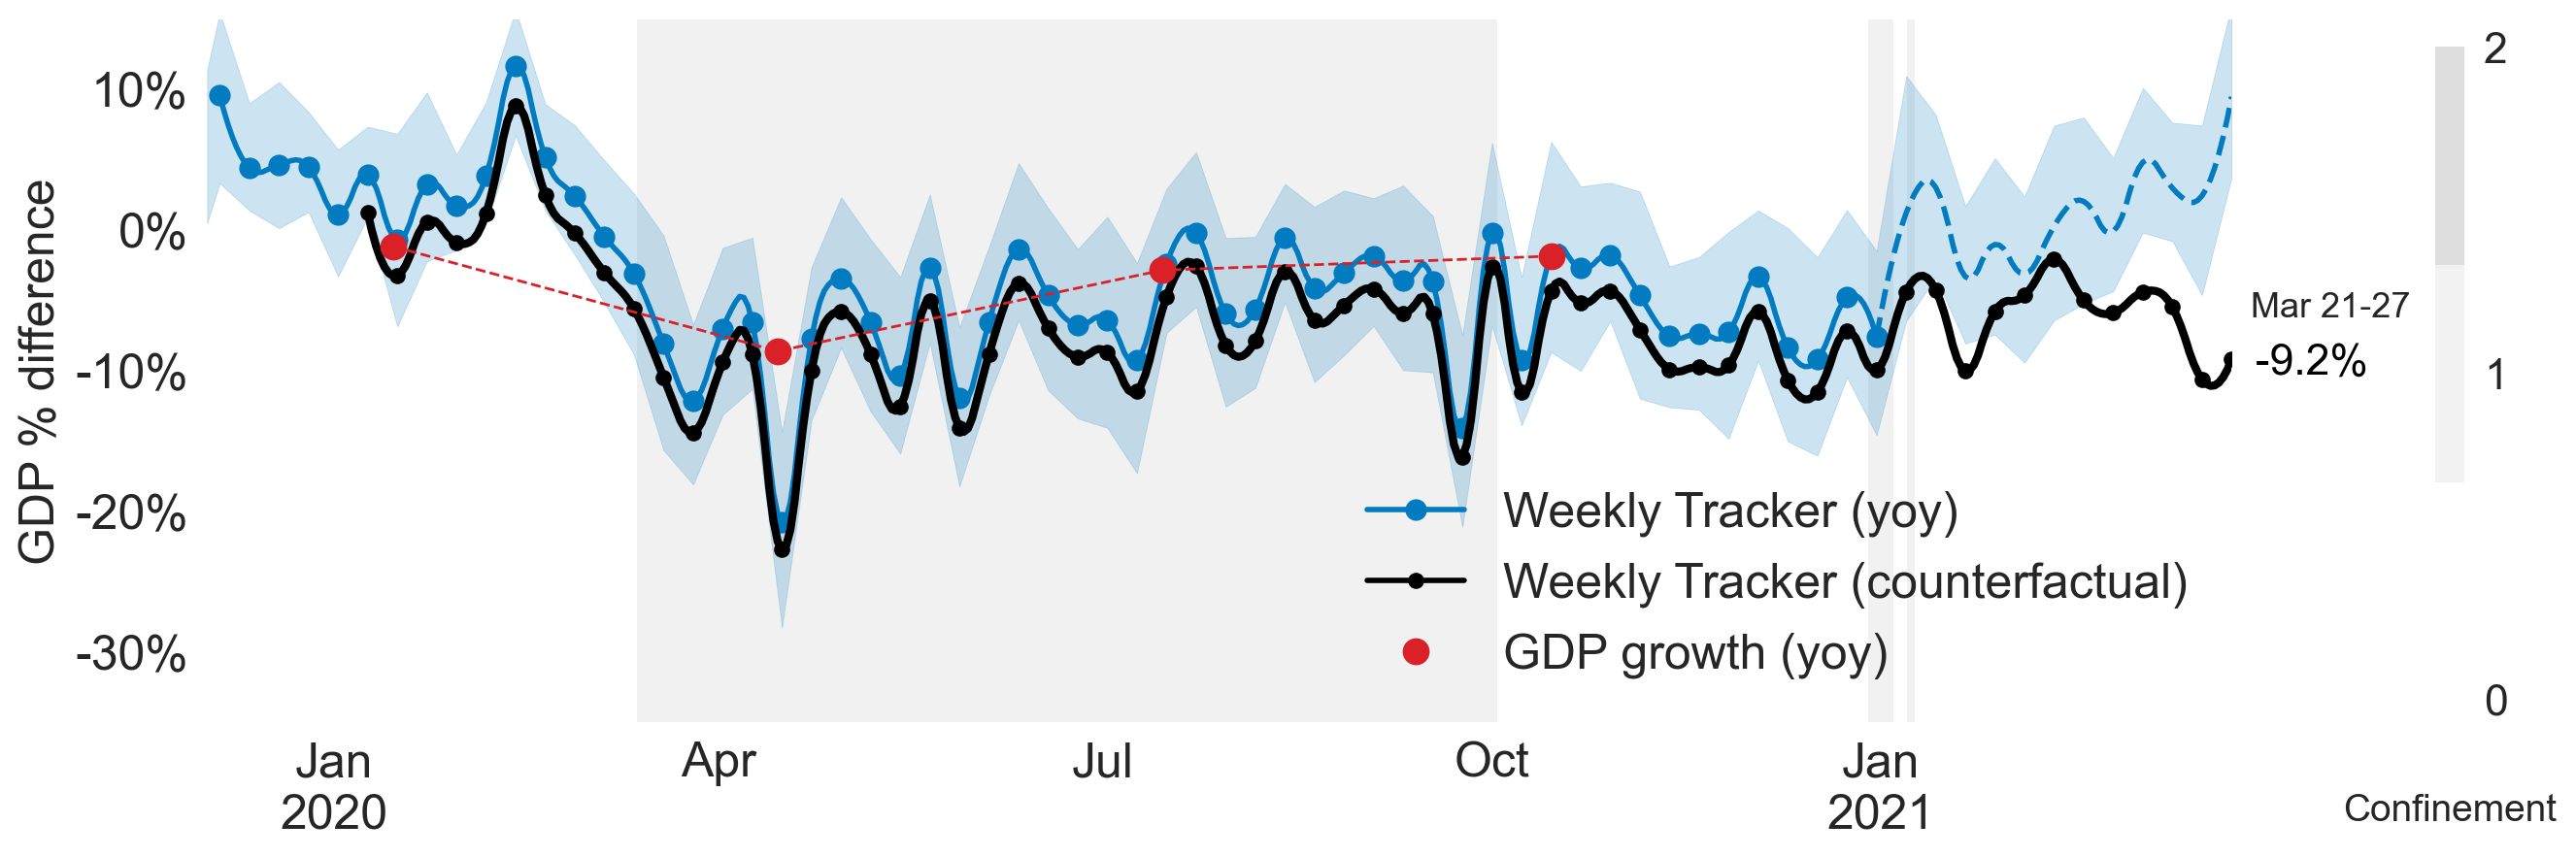 GDP % difference
10%
0%
-10%
-20%
-30%
Jan
2020
Apr
Jul
Oct
Jan
2021
Weekly Tracker (yoy)
Weekly Tracker (counterfactual)
GDP growth (yoy)
Mar 21-27
-9.2%
2
1
0
Confinement